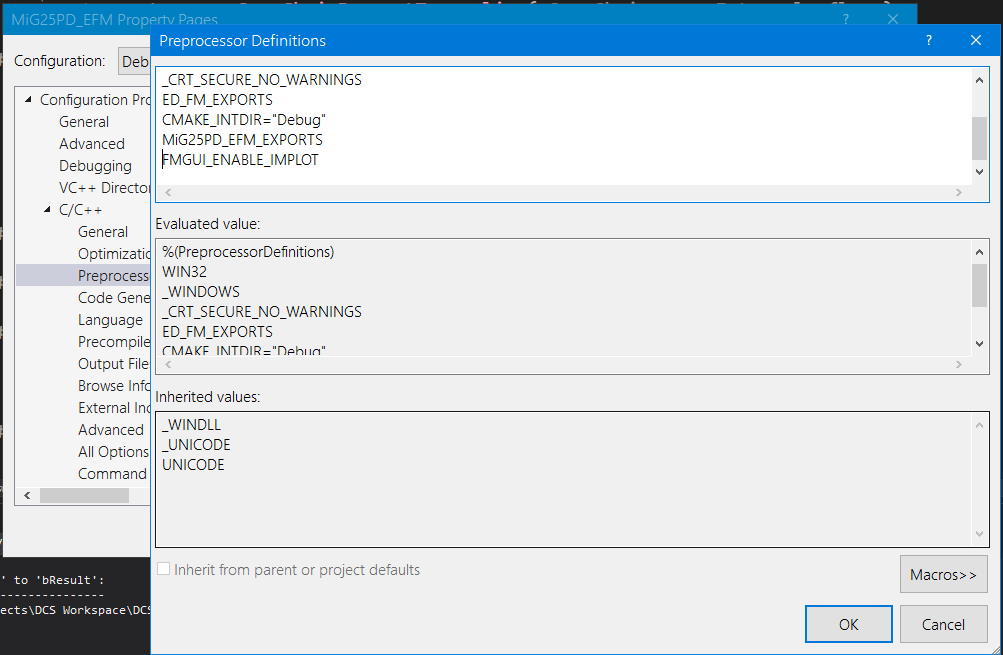 MiG25PD_EFM Property Pages
?
Preprocessor Definitions
?
Configuration:
Deb
_CRT_SECURE_NO_WARNINGS
ED_FM_EXPORTS
CMAKE_INTDIR="Debug"
MiG25PD_EFM_EXPORTS
FMGUI_ENABLE_IMPLOT
Configuration Pro
General
Advanced
Debugging
VC++ Director
C/C++
General
Optimizatio
Preprocess
Code Gene
Language
Precompile
Output File
Browse Info
External Inc
Advanced
All Options
Command
Evaluated value:
%(PreprocessorDefinitions)
WIN32
_WINDOWS
_CRT_SECURE_NO_WARNINGS
ED_FM_EXPORTS
CMAKE_INTDIR="Debug"
Inherited values:
_WINDLL
_UNICODE
UNICODE
Inherit from parent or project defaults
Macros>>
OK
Cancel
' to 'bResult':
---------------
ects\DCS Workspace\DCS